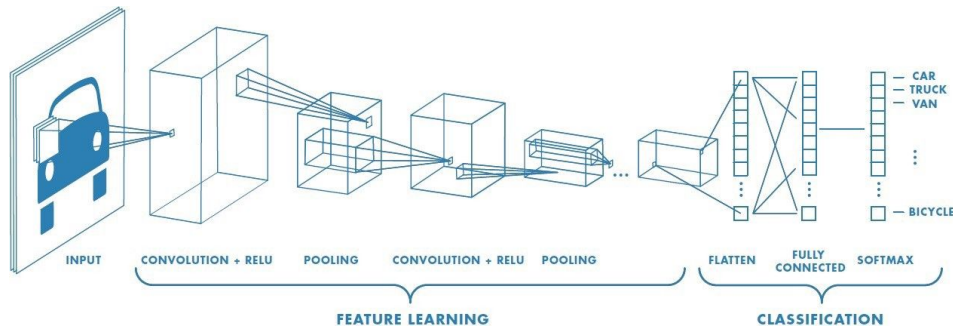 CAR
TRUCK
VAN
BICYCLE
INPUT
CONVOLUTION + RELU
POOLING
CONVOLUTION + RELU
POOLING
FLATTEN
FULLY
CONNECTED
SOFTMAX
FEATURE LEARNING
CLASSIFICATION